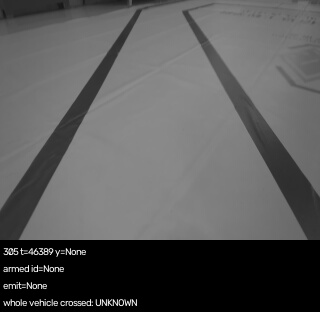 305 t=46389 y=None
armed id=None
emit=None
whole vehicle crossed: UNKNOWN